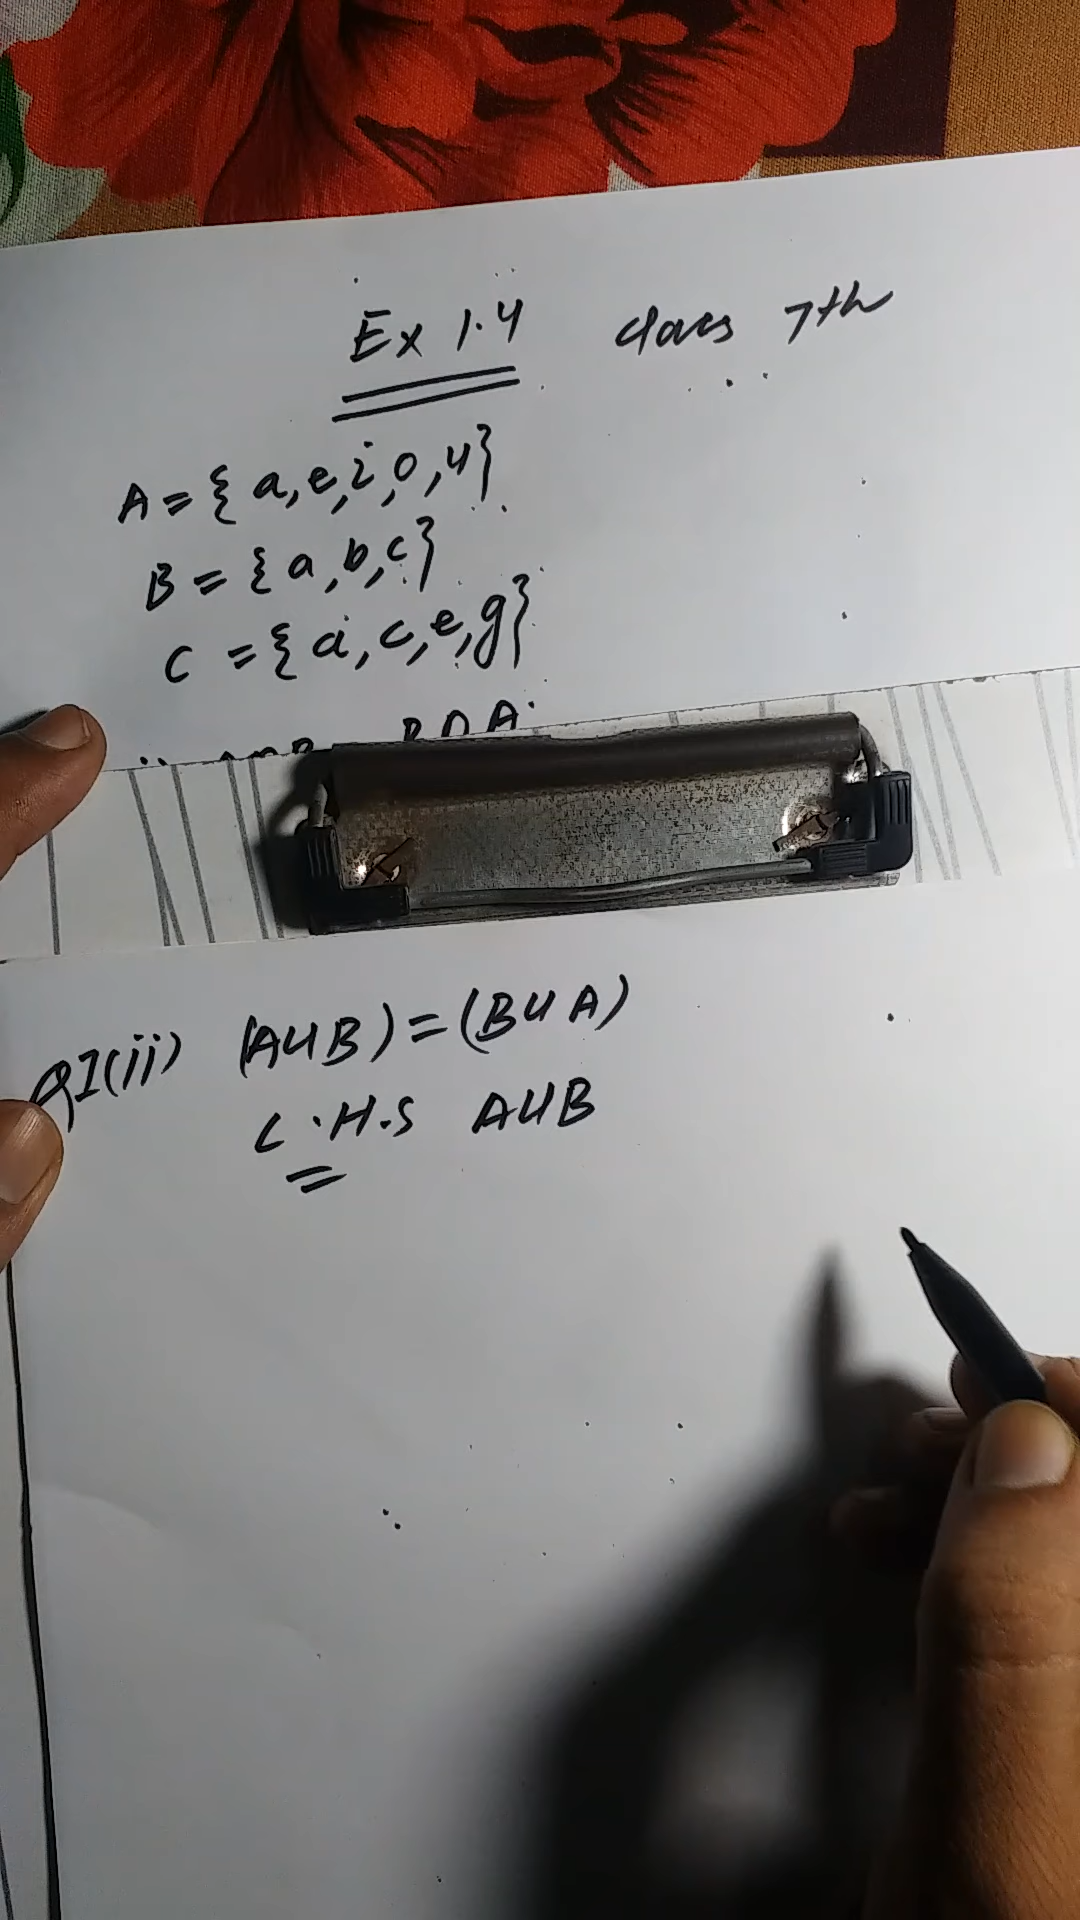 Ex 1.4 class 7th
A = { a, e, i, o, u}
B = { a, b, c}
C = { a, c, e, g}
B ∩ A
Q1(ii) (A∪B) = (B∪A)
L.H.S A∪B